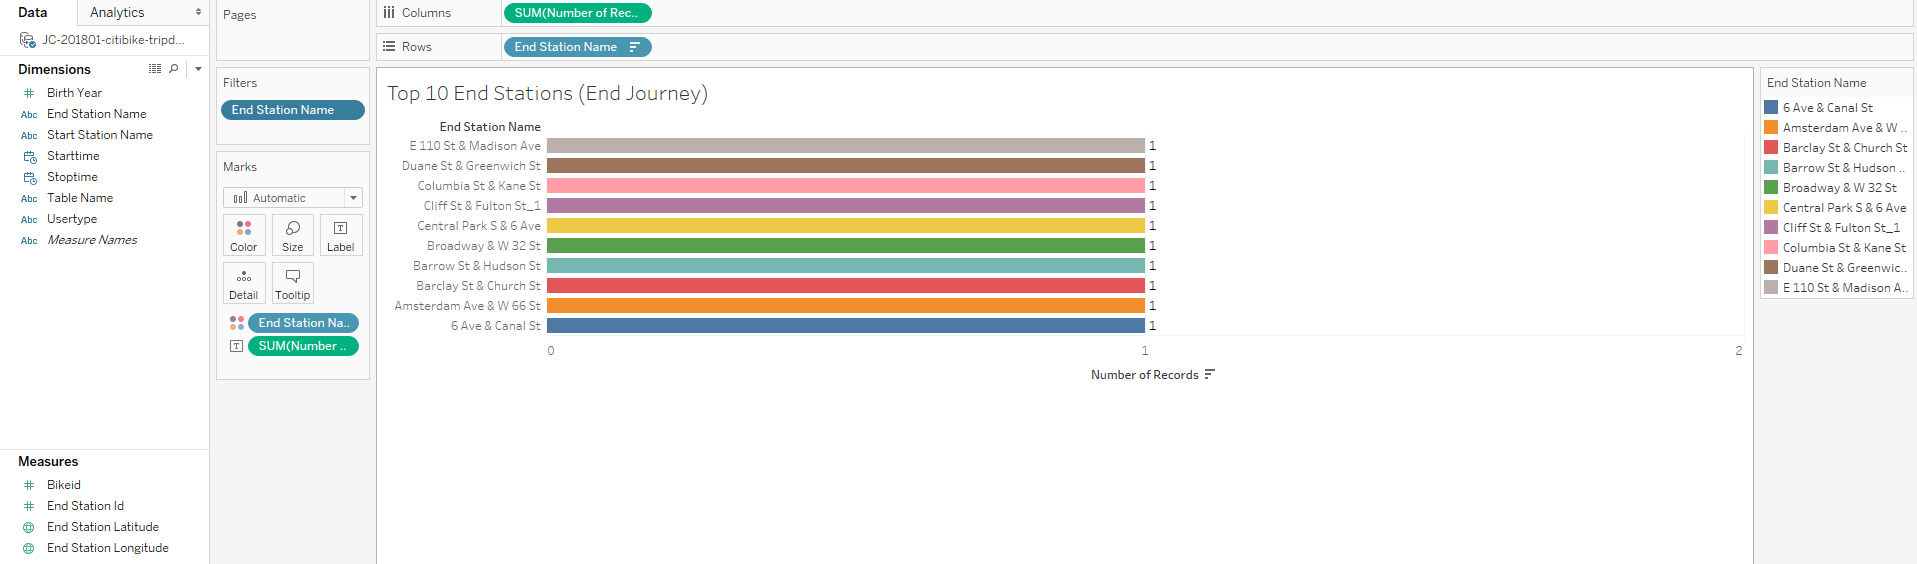 Data
Analytics
JC-201801-citibike-tripd...
Dimensions
Birth Year
Abc End Station Name
Abc Start Station Name
Starttime
Stoptime
Abc Table Name
Abc Usertype
Abc Measure Names
Measures
Bikeid
End Station Id
End Station Latitude
End Station Longitude
Pages
Filters
End Station Name
Marks
Automatic
Color
Size
T
Label
Detail
Tooltip
End Station Na..
T SUM(Number ..
Columns
SUM(Number of Rec..
Rows
End Station Name
Top 10 End Stations (End Journey)
End Station Name
E 110 St & Madison Ave 1
Duane St & Greenwich St 1
Columbia St & Kane St 1
Cliff St & Fulton St_1 1
Central Park S & 6 Ave 1
Broadway & W 32 St 1
Barrow St & Hudson St 1
Barclay St & Church St 1
Amsterdam Ave & W 66 St 1
6 Ave & Canal St 1
0 1 2
Number of Records
End Station Name
6 Ave & Canal St
Amsterdam Ave & W ..
Barclay St & Church St
Barrow St & Hudson ..
Broadway & W 32 St
Central Park S & 6 Ave
Cliff St & Fulton St_1
Columbia St & Kane St
Duane St & Greenwic..
E 110 St & Madison A..